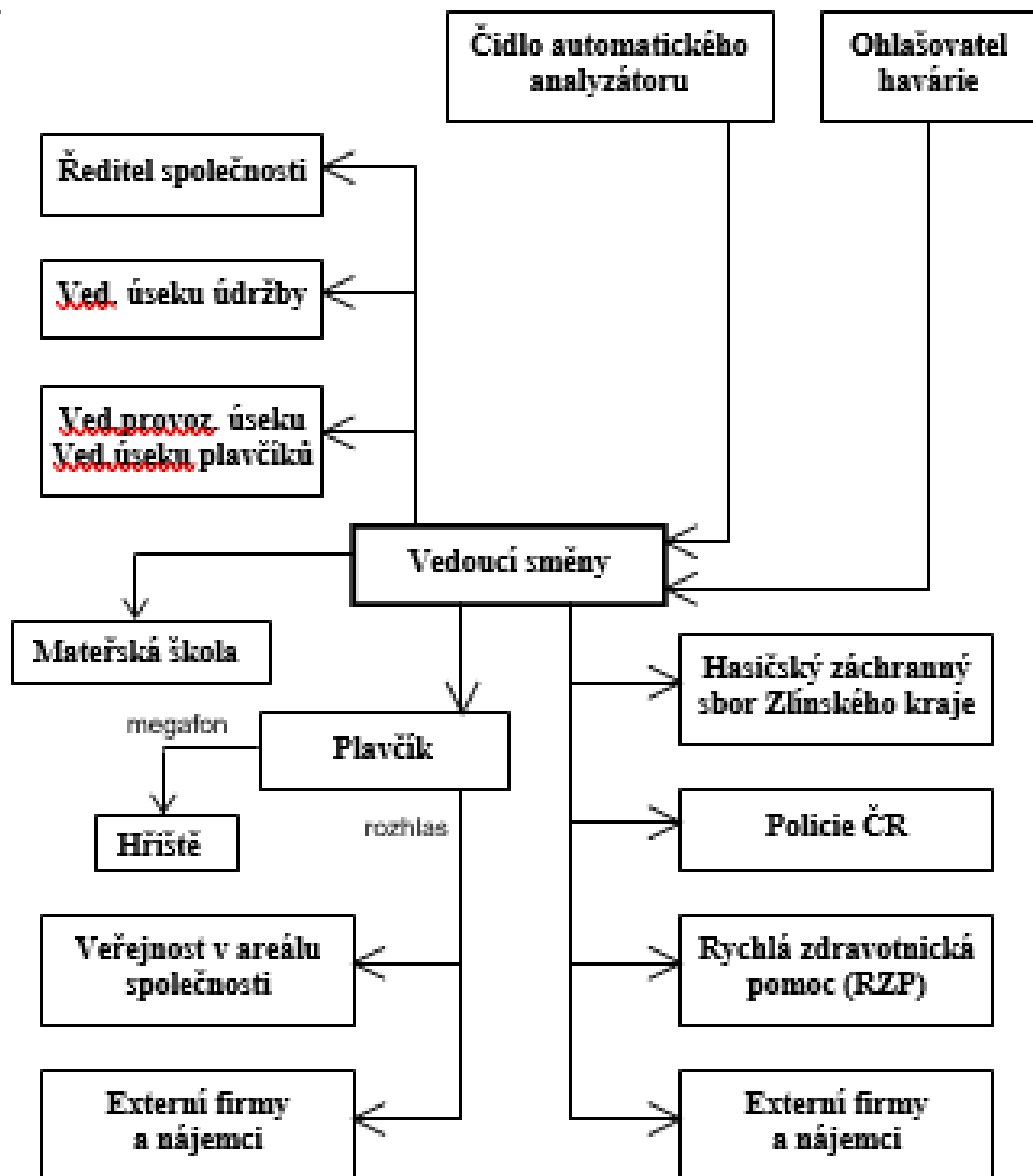 Čidlo automatického
analyzátoru
Ohlašovatel
havárie
Ředitel společnosti
Ved. úseku údržby
Ved.provoz. úseku
Ved.úseku plavčíků
Vedoucí směny
Mateřská škola
Hasičský záchranný
sbor Zlínského kraje
megafon
Plavčík
rozhlas
Hřiště
Policie ČR
Veřejnost v areálu
společnosti
Rychlá zdravotnická
pomoc (RZP)
Externí firmy
a nájemci
Externí firmy
a nájemci